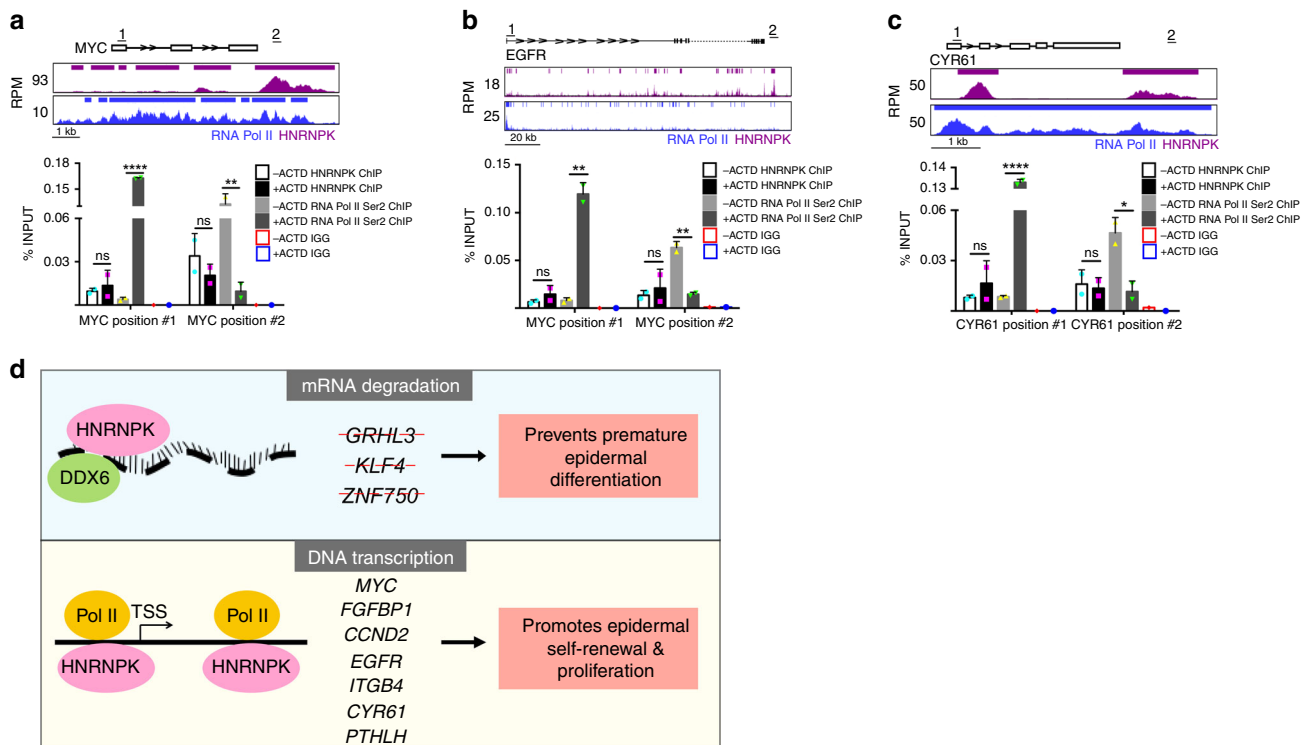 a
1
2
MYC
RPM
93
10
1 kb
RNA Pol II HNRNPK
% INPUT
0.18
0.15
0.06
0.03
ns
****
ns
**
MYC position #1
MYC position #2
–ACTD HNRNPK ChIP
+ACTD HNRNPK ChIP
–ACTD RNA Pol II Ser2 ChIP
+ACTD RNA Pol II Ser2 ChIP
–ACTD IGG
+ACTD IGG
b
1
2
EGFR
RPM
18
25
20 kb
RNA Pol II HNRNPK
% INPUT
0.15
0.10
0.05
0.000
ns
**
ns
**
MYC position #1
MYC position #2
–ACTD HNRNPK ChIP
+ACTD HNRNPK ChIP
–ACTD RNA Pol II Ser2 ChIP
+ACTD RNA Pol II Ser2 ChIP
–ACTD IGG
+ACTD IGG
c
1
2
CYR61
RPM
50
50
1 kb
RNA Pol II HNRNPK
% INPUT
0.14
0.13
0.06
0.03
0.000
ns
****
ns
*
CYR61 position #1
CYR61 position #2
–ACTD HNRNPK ChIP
+ACTD HNRNPK ChIP
–ACTD RNA Pol II Ser2 ChIP
+ACTD RNA Pol II Ser2 ChIP
–ACTD IGG
+ACTD IGG
d
mRNA degradation
HNRNPK
DDX6
GRHL3
KLF4
ZNF750
Prevents premature
epidermal
differentiation
DNA transcription
Pol II
TSS
Pol II
HNRNPK
HNRNPK
MYC
FGFBP1
CCND2
EGFR
ITGB4
CYR61
PTHLH
Promotes epidermal
self-renewal &
proliferation